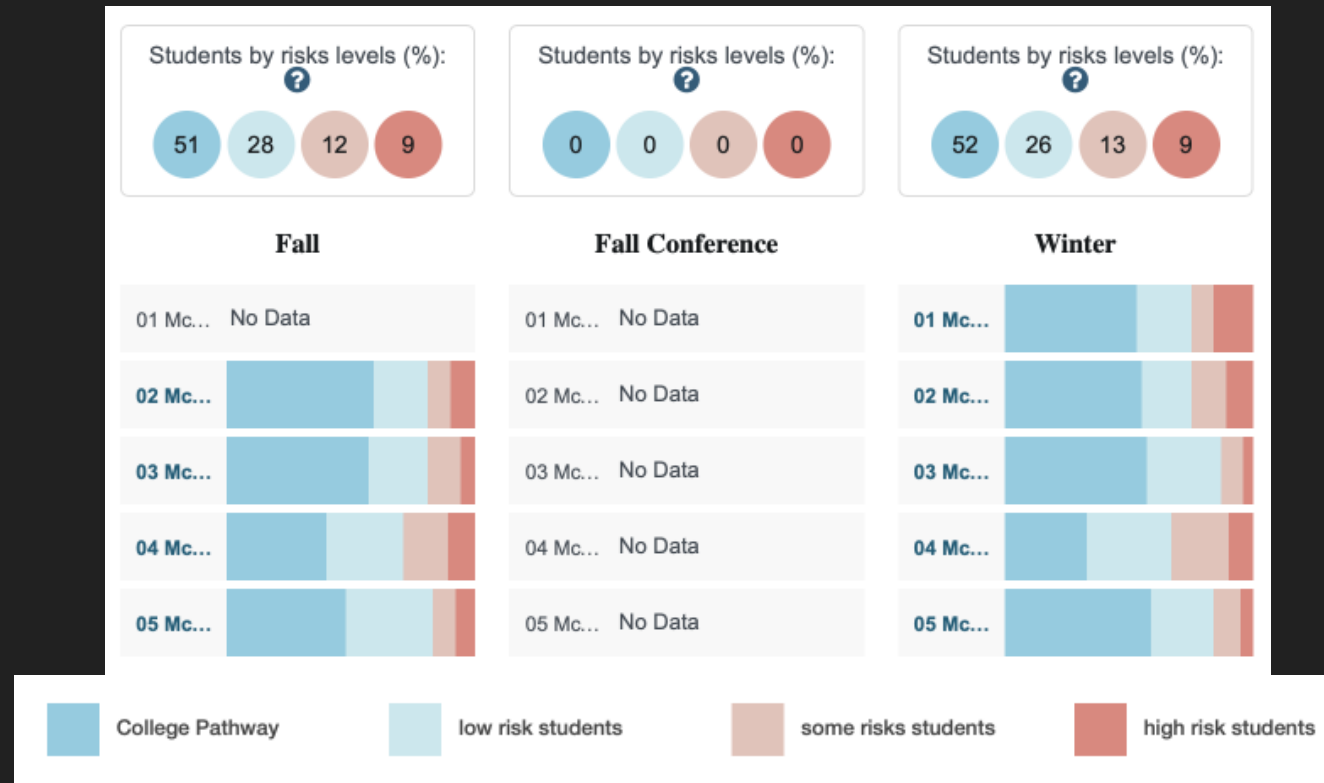 Students by risks levels (%):
?
51 28 12 9
Students by risks levels (%):
?
0 0 0 0
Students by risks levels (%):
?
52 26 13 9
Fall
01 Mc... No Data
02 Mc...
03 Mc...
04 Mc...
05 Mc...
Fall Conference
01 Mc... No Data
02 Mc... No Data
03 Mc... No Data
04 Mc... No Data
05 Mc... No Data
Winter
01 Mc...
02 Mc...
03 Mc...
04 Mc...
05 Mc...
College Pathway
low risk students
some risks students
high risk students